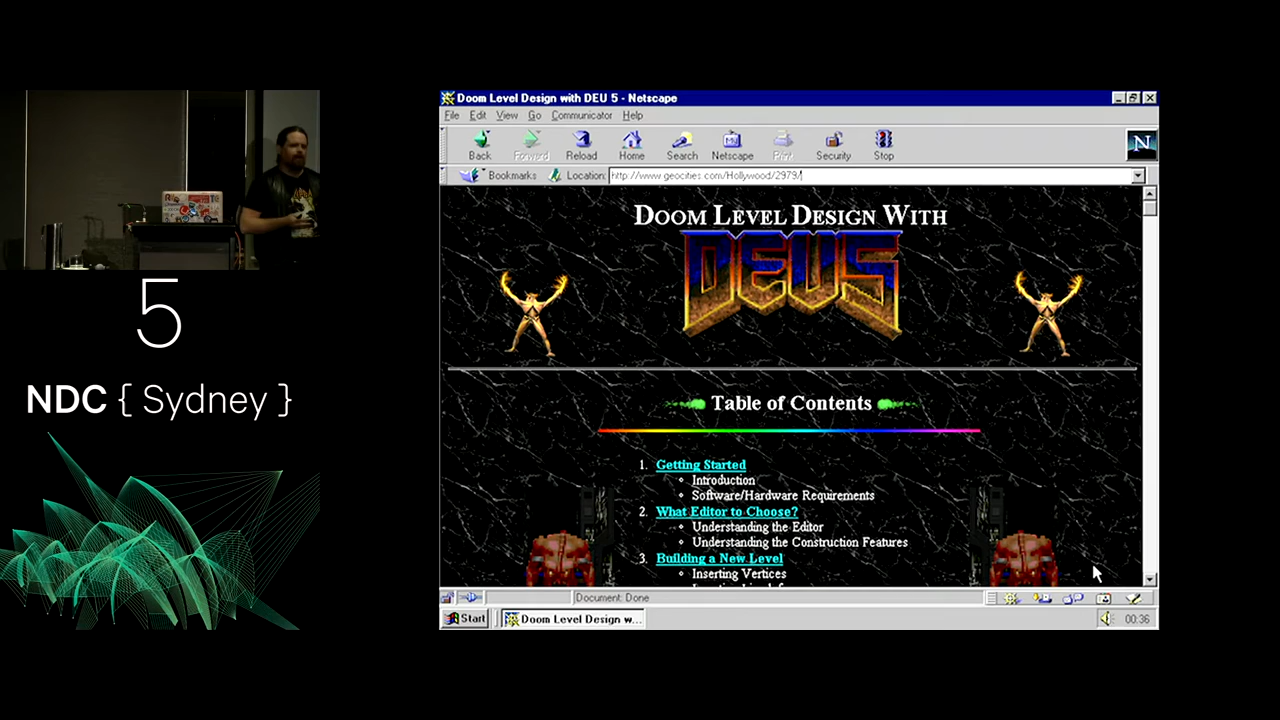 5
NDC { Sydney }
Doom Level Design with DEU 5 - Netscape
File Edit View Go Communicator Help
Back Forward Reload Home Search Netscape Print Security Stop
Bookmarks Location: http://www.geocities.com/Hollywood/2979/
N
DOOM LEVEL DESIGN WITH
DEU5
Table of Contents
1. Getting Started
Introduction
Software/Hardware Requirements
2. What Editor to Choose?
Understanding the Editor
Understanding the Construction Features
3. Building a New Level
Inserting Vertices
Document: Done
Start Doom Level Design w... 00:36